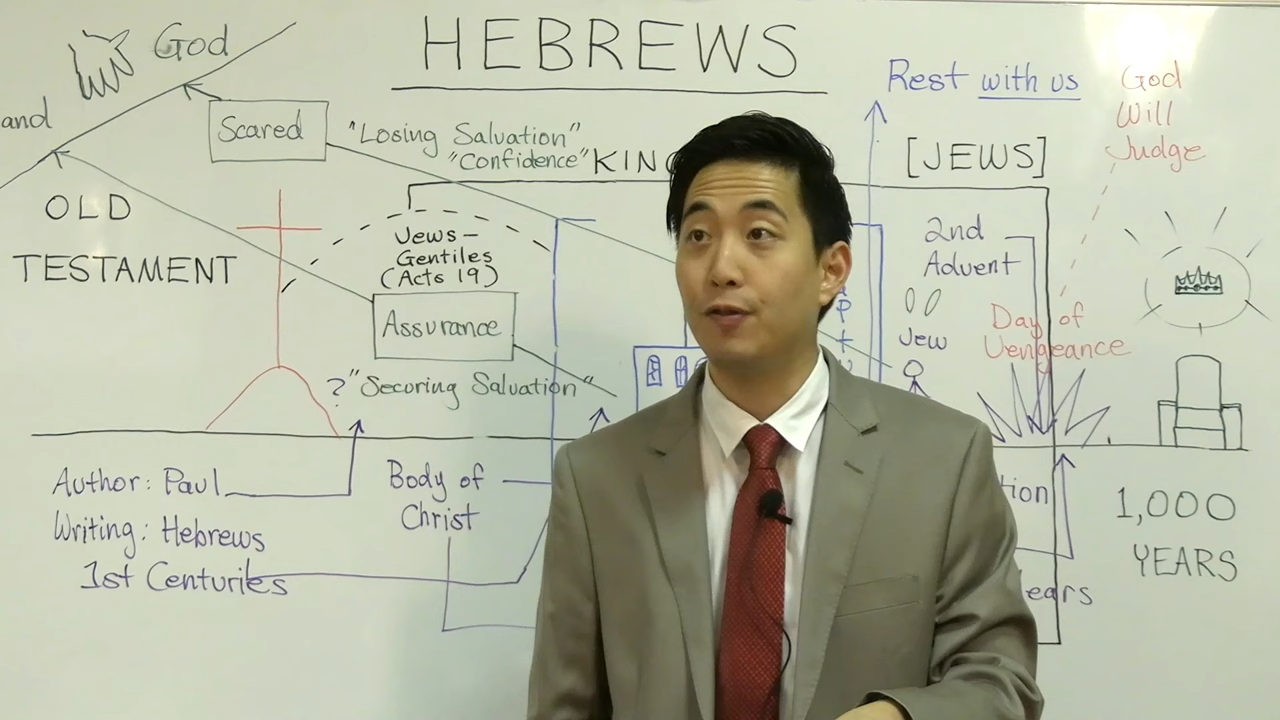 HEBREWS
God
and
Scared
"Losing Salvation"
"Confidence"
Rest with us
God
Will
Judge
[JEWS]
OLD
TESTAMENT
Jews-
Gentiles
(Acts 19)
2nd
Advent
Assurance
Jew
Day of
Vengeance
? "Securing Salvation"
Author: Paul
Writing: Hebrews
1st Centuries
Body of
Christ
1,000
YEARS